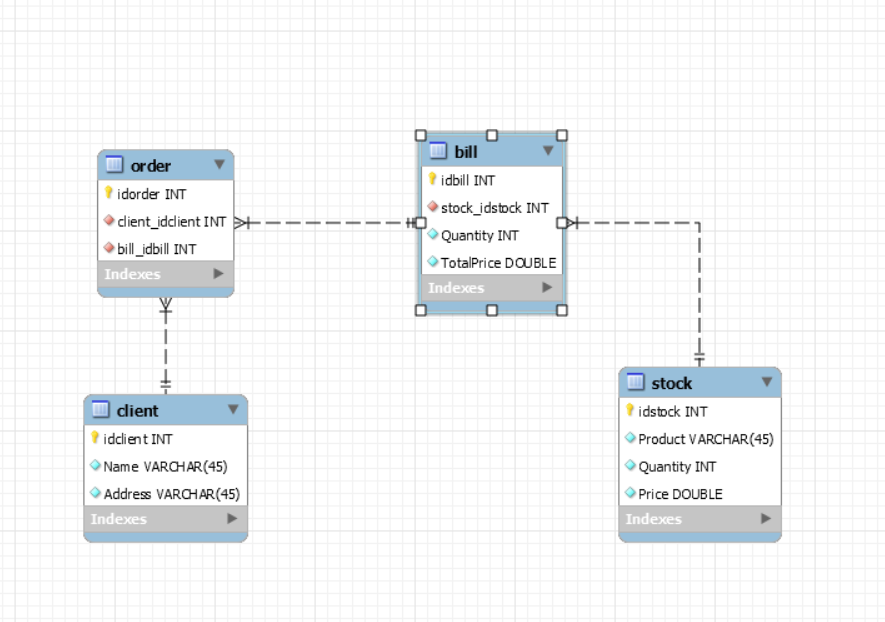 order
idorder INT
client_idclient INT
bill_idbill INT
Indexes
bill
idbill INT
stock_idstock INT
Quantity INT
TotalPrice DOUBLE
Indexes
client
idclient INT
Name VARCHAR(45)
Address VARCHAR(45)
Indexes
stock
idstock INT
Product VARCHAR(45)
Quantity INT
Price DOUBLE
Indexes